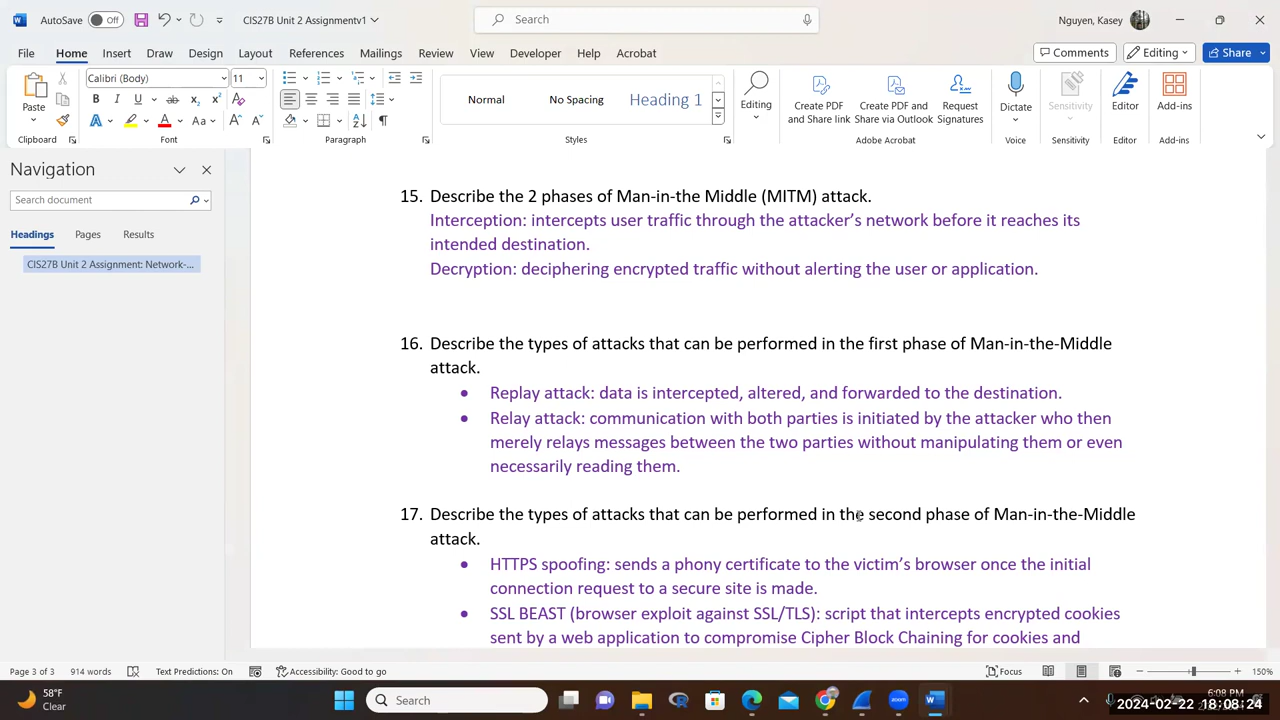 AutoSave Off CIS27B Unit 2 Assignmentv1 Search Nguyen, Kasey
File Home Insert Draw Design Layout References Mailings Review View Developer Help Acrobat Comments Editing Share
Calibri (Body) 11
Paste Normal No Spacing Heading 1 Editing Create PDF and Share link Create PDF and Share via Outlook Request Signatures Dictate Sensitivity Editor Add-ins
Clipboard Font Paragraph Styles Adobe Acrobat Voice Sensitivity Editor Add-ins
Navigation
Search document
Headings Pages Results
CIS27B Unit 2 Assignment: Network-...
15. Describe the 2 phases of Man-in-the Middle (MITM) attack.
Interception: intercepts user traffic through the attacker’s network before it reaches its
intended destination.
Decryption: deciphering encrypted traffic without alerting the user or application.
16. Describe the types of attacks that can be performed in the first phase of Man-in-the-Middle
attack.
• Replay attack: data is intercepted, altered, and forwarded to the destination.
• Relay attack: communication with both parties is initiated by the attacker who then
merely relays messages between the two parties without manipulating them or even
necessarily reading them.
17. Describe the types of attacks that can be performed in the second phase of Man-in-the-Middle
attack.
• HTTPS spoofing: sends a phony certificate to the victim’s browser once the initial
connection request to a secure site is made.
• SSL BEAST (browser exploit against SSL/TLS): script that intercepts encrypted cookies
sent by a web application to compromise Cipher Block Chaining for cookies and
Page 3 of 3 914 words Text Predictions: On Accessibility: Good to go Focus 150%
58°F
Clear
Search
6:08 PM
2024-02-22 18:08:24